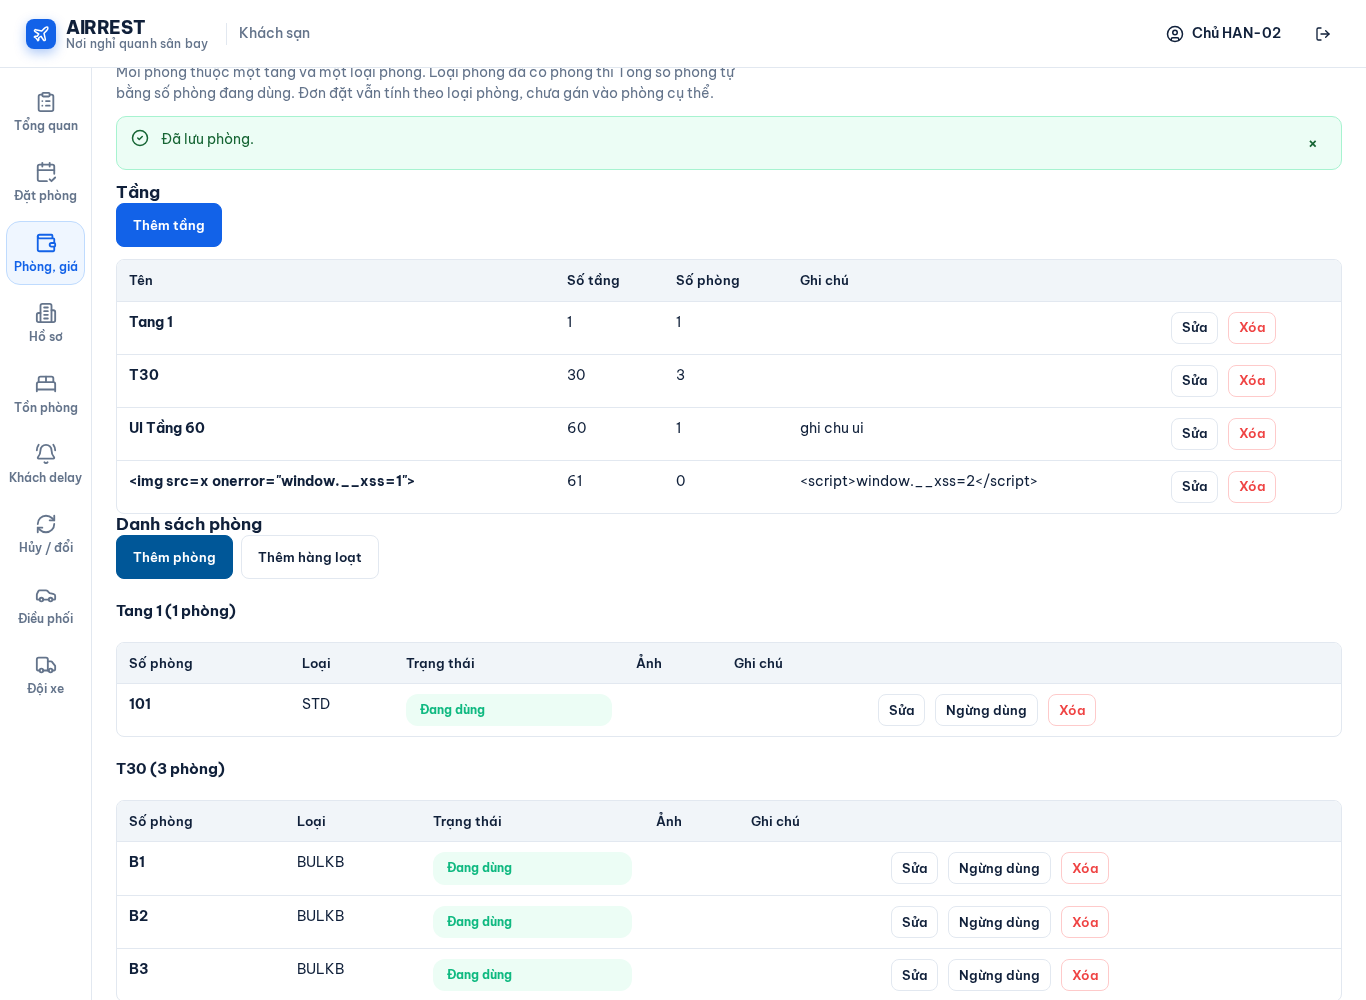 AIRREST
Nơi nghỉ quanh sân bay
Khách sạn
Chủ HAN-02
Tổng quan
Đặt phòng
Phòng, giá
Hồ sơ
Tồn phòng
Khách delay
Hủy / đổi
Điều phối
Đội xe
Mỗi phòng thuộc một tầng và một loại phòng. Loại phòng đã có phòng thì Tổng số phòng tự
bằng số phòng đang dùng. Đơn đặt vẫn tính theo loại phòng, chưa gán vào phòng cụ thể.
Đã lưu phòng.
×
Tầng
Thêm tầng
Tên Số tầng Số phòng Ghi chú
Tang 1 1 1 Sửa Xóa
T30 30 3 Sửa Xóa
UI Tầng 60 60 1 ghi chu ui Sửa Xóa
<img src=x onerror="window.__xss=1"> 61 0 <script>window.__xss=2</script> Sửa Xóa
Danh sách phòng
Thêm phòng Thêm hàng loạt
Tang 1 (1 phòng)
Số phòng Loại Trạng thái Ảnh Ghi chú
101 STD Đang dùng Sửa Ngừng dùng Xóa
T30 (3 phòng)
Số phòng Loại Trạng thái Ảnh Ghi chú
B1 BULKB Đang dùng Sửa Ngừng dùng Xóa
B2 BULKB Đang dùng Sửa Ngừng dùng Xóa
B3 BULKB Đang dùng Sửa Ngừng dùng Xóa